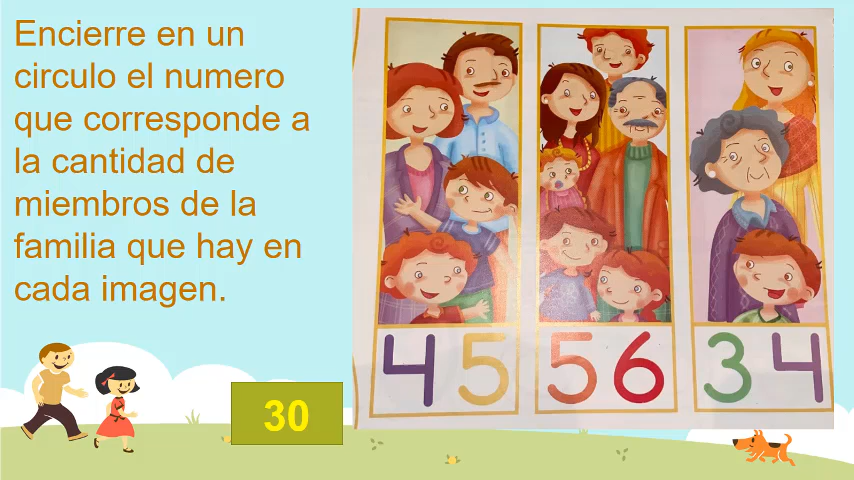 Encierre en un
circulo el numero
que corresponde a
la cantidad de
miembros de la
familia que hay en
cada imagen.
30
4 5
5 6
3 4